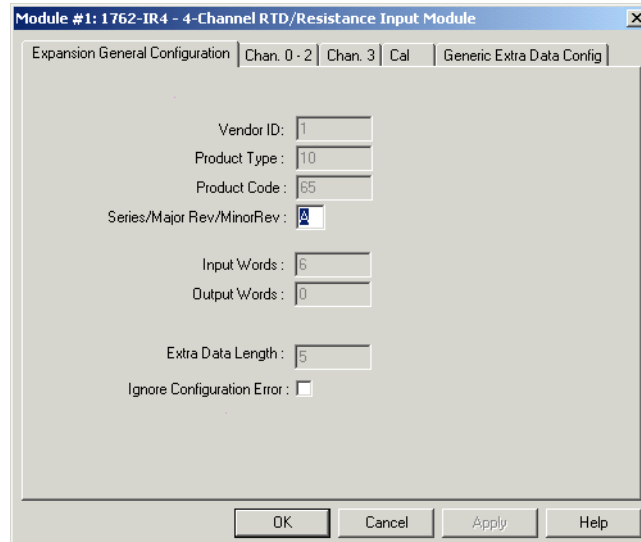 Module #1: 1762-IR4 - 4-Channel RTD/Resistance Input Module
Expansion General Configuration Chan. 0 - 2 Chan. 3 Cal Generic Extra Data Config
Vendor ID: 1
Product Type : 10
Product Code : 65
Series/Major Rev/MinorRev : A
Input Words : 6
Output Words : 0
Extra Data Length : 5
Ignore Configuration Error :
OK Cancel Apply Help